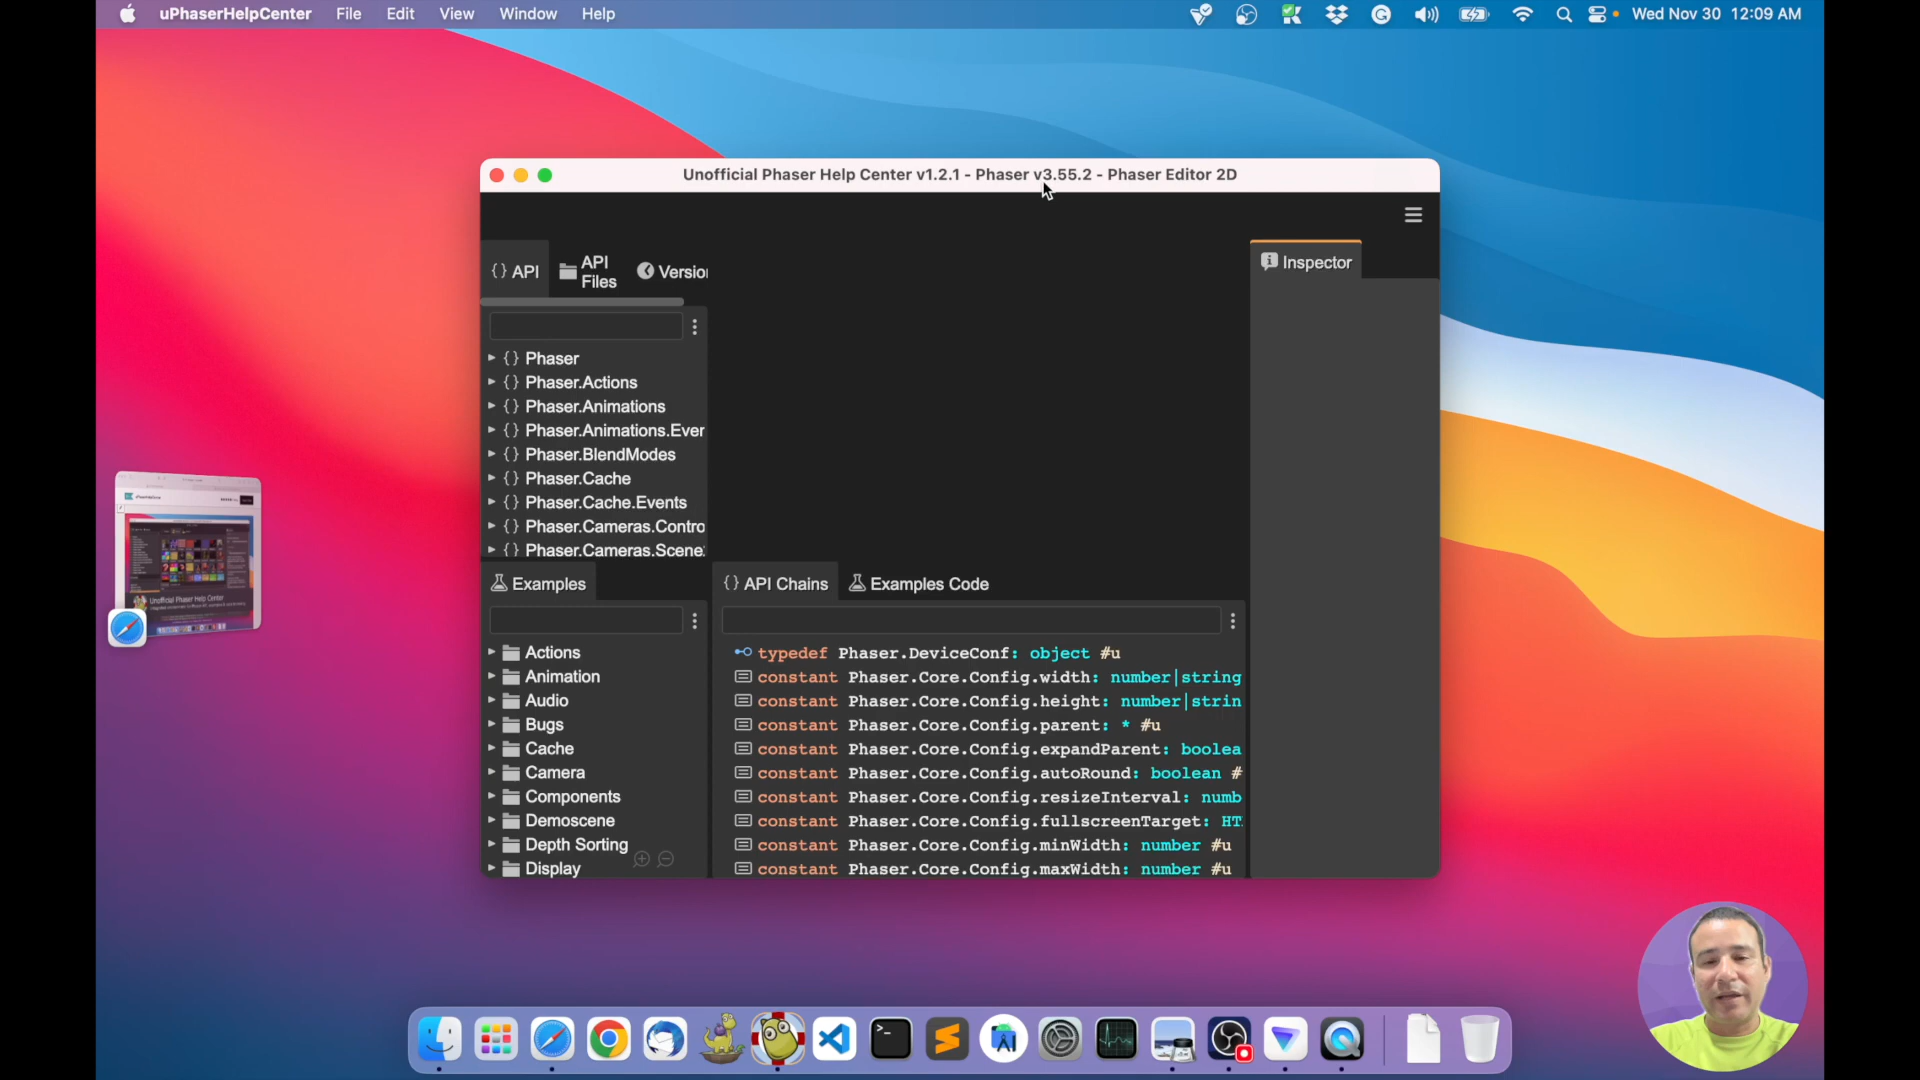 uPhaserHelpCenter File Edit View Window Help
Wed Nov 30 12:09 AM
Unofficial Phaser Help Center v1.2.1 - Phaser v3.55.2 - Phaser Editor 2D
{} API
API Files
Version
Inspector
{} Phaser
{} Phaser.Actions
{} Phaser.Animations
{} Phaser.Animations.Ever
{} Phaser.BlendModes
{} Phaser.Cache
{} Phaser.Cache.Events
{} Phaser.Cameras.Contro
{} Phaser.Cameras.Scene
Examples
Actions
Animation
Audio
Bugs
Cache
Camera
Components
Demoscene
Depth Sorting
Display
{} API Chains
Examples Code
typedef Phaser.DeviceConf: object #u
constant Phaser.Core.Config.width: number|string
constant Phaser.Core.Config.height: number|strin
constant Phaser.Core.Config.parent: * #u
constant Phaser.Core.Config.expandParent: boolea
constant Phaser.Core.Config.autoRound: boolean #
constant Phaser.Core.Config.resizeInterval: numb
constant Phaser.Core.Config.fullscreenTarget: HT
constant Phaser.Core.Config.minWidth: number #u
constant Phaser.Core.Config.maxWidth: number #u
Unofficial Phaser Help Center